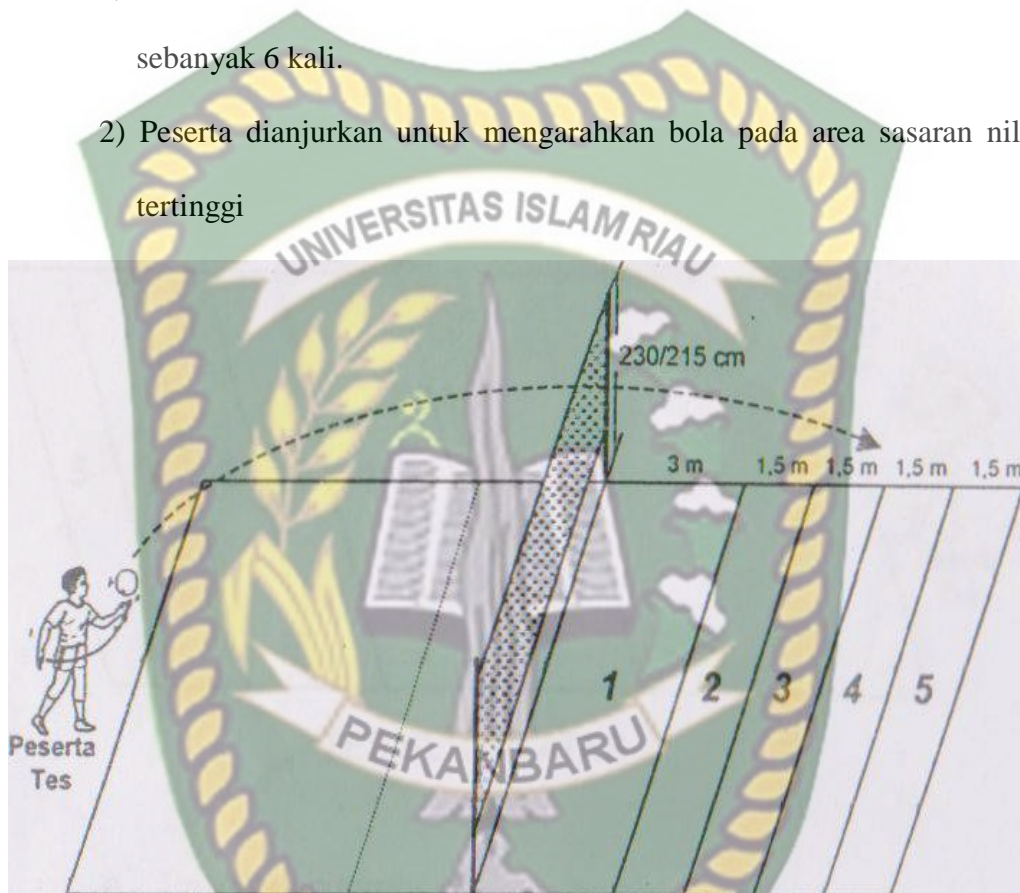 sebanyak 6 kali.
2) Peserta dianjurkan untuk mengarahkan bola pada area sasaran nil
tertinggi
UNIVERSITAS ISLAM RIAU
230/215 cm
3 m 1,5 m 1,5 m 1,5 m 1,5 m
1 2 3 4 5
Peserta
Tes
PEKANBARU